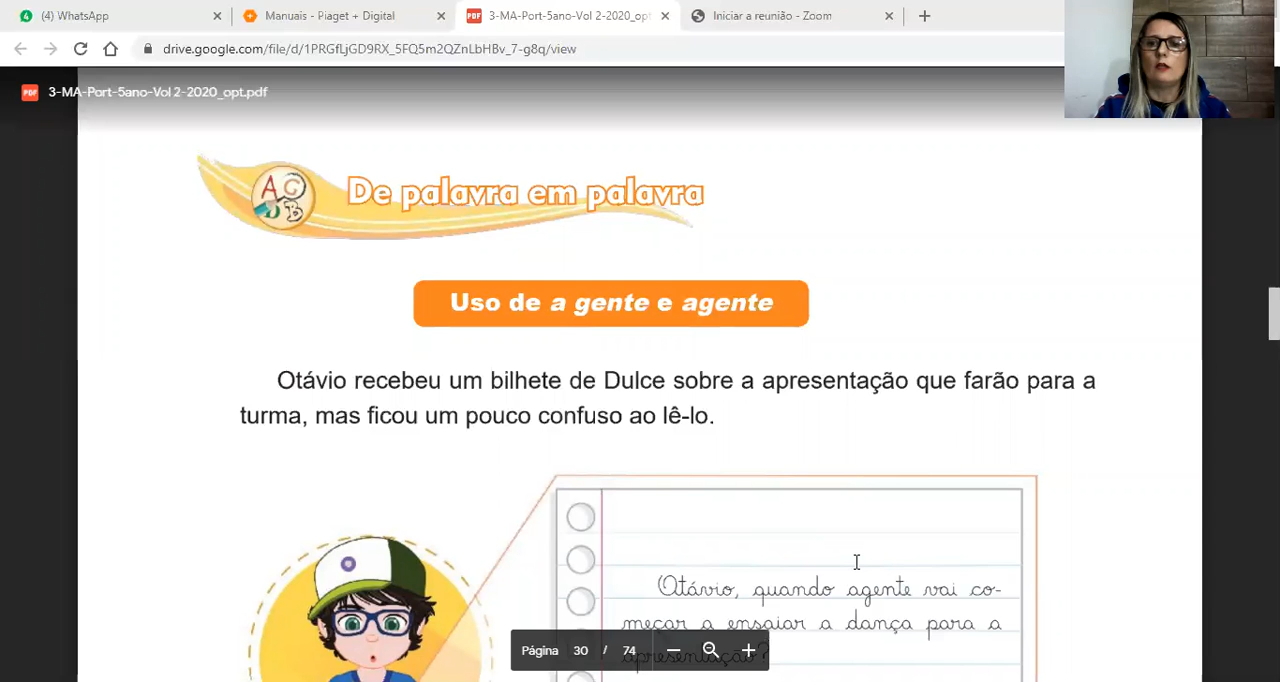 (4) WhatsApp
Manuais - Piaget + Digital
PDF
3-MA-Port-5ano-Vol 2-2020_opt.p
Iniciar a reunião - Zoom
drive.google.com/file/d/1PRGfLjGD9RX_5FQ5m2QZnLbHBv_7-g8q/view
PDF
3-MA-Port-5ano-Vol 2-2020_opt.pdf
A G
B
De palavra em palavra
Uso de a gente e agente
Otávio recebeu um bilhete de Dulce sobre a apresentação que farão para a
turma, mas ficou um pouco confuso ao lê-lo.
Otávio, quando agente vai co-
meçar a ensaiar a dança para a
apresentação?
Página 30 / 74